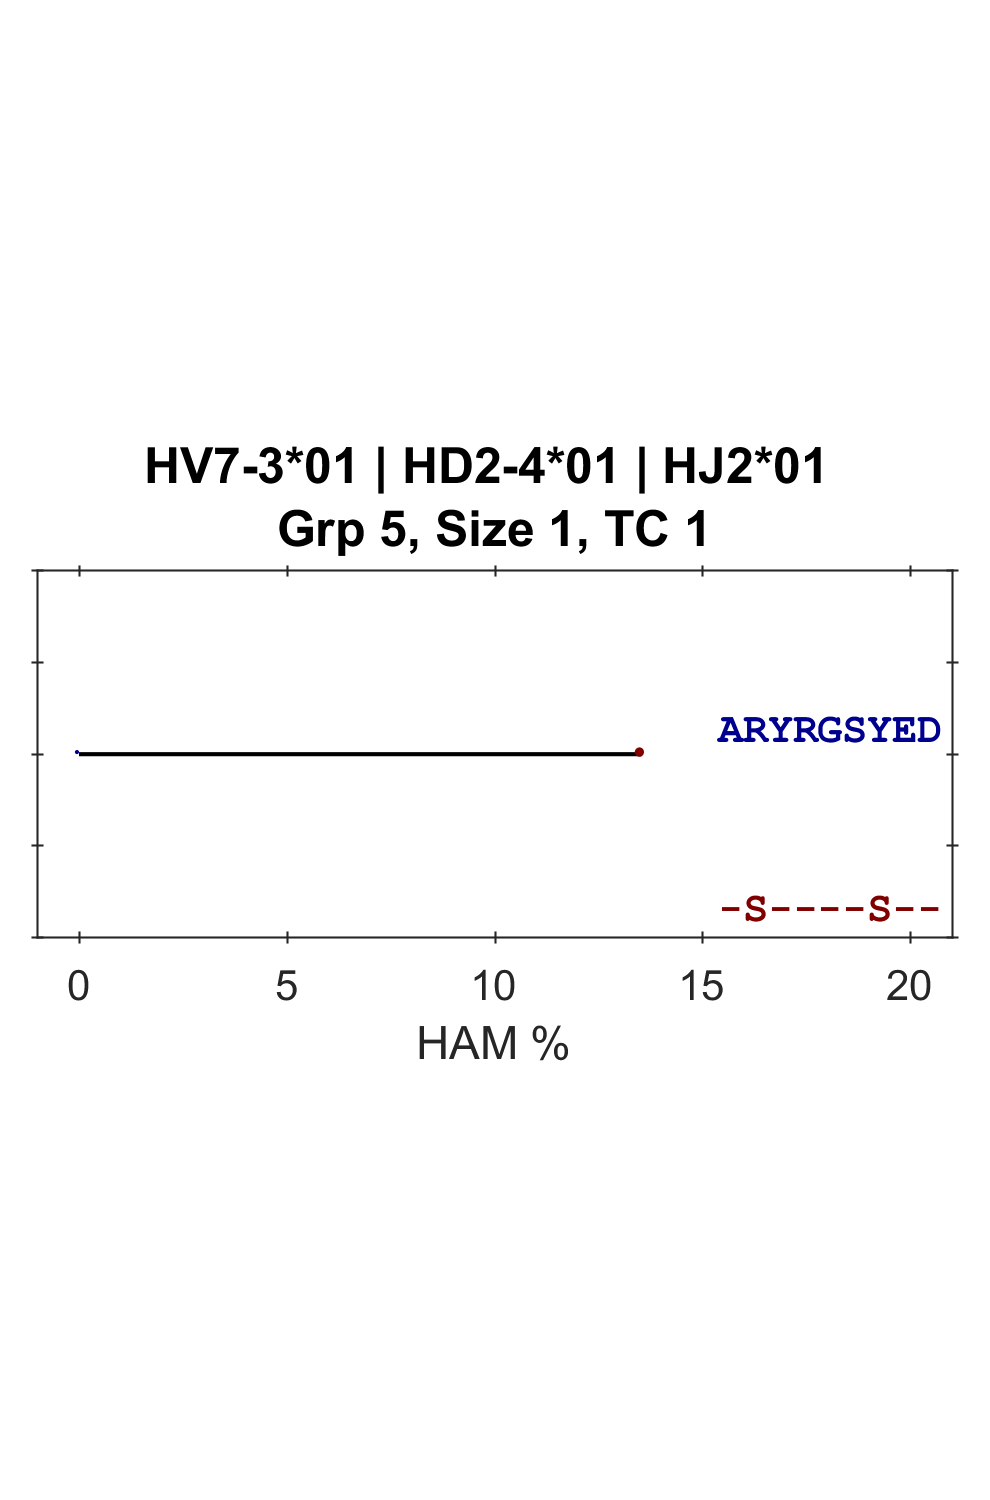 HV7-3*01 | HD2-4*01 | HJ2*01
Grp 5, Size 1, TC 1
ARYRGSYED
-S----S--
0 5 10 15 20
HAM %